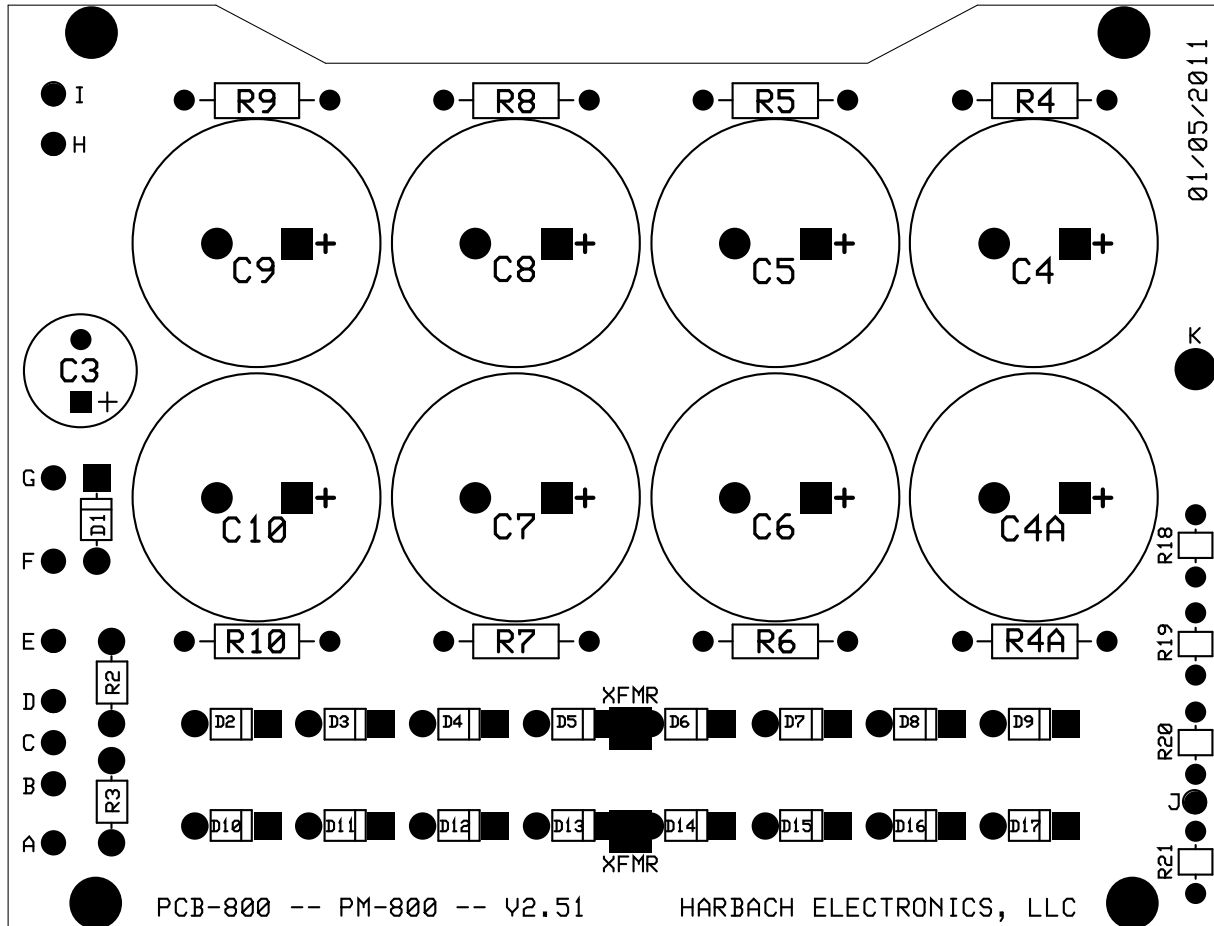 I
H
R9 R8 R5 R4
01/05/2011
+ + + +
C9 C8 C5 C4
K
C3
+
G
D1
F
+ + + +
C10 C7 C6 C4A
R18
R10 R7 R6 R4A
R19
E
R2
D
C
B
R3
A
XFMR
D2 D3 D4 D5 D6 D7 D8 D9
R20
J
D10 D11 D12 D13 D14 D15 D16 D17
XFMR
R21
PCB-800 -- PM-800 -- V2.51 HARBACH ELECTRONICS, LLC